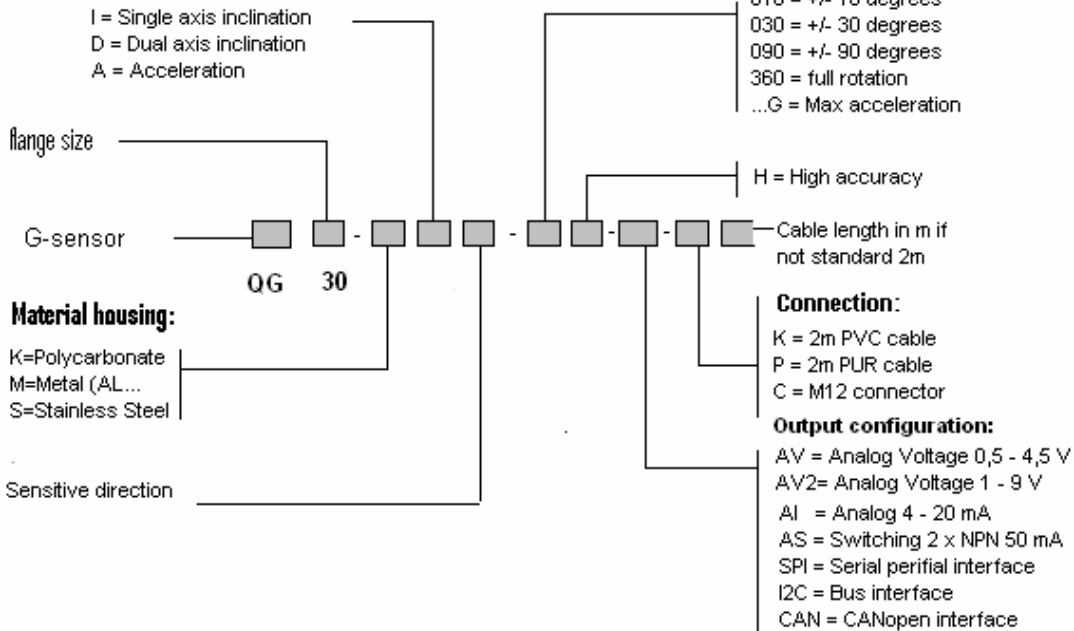 I = Single axis inclination
D = Dual axis inclination
A = Acceleration
010 = +/- 10 degrees
030 = +/- 30 degrees
090 = +/- 90 degrees
360 = full rotation
...G = Max acceleration
flange size
H = High accuracy
G-sensor
- - - -
Cable length in m if
not standard 2m
QG 30
Material housing:
K=Polycarbonate
M=Metal (AL...
S=Stainless Steel
Connection:
K = 2m PVC cable
P = 2m PUR cable
C = M12 connector
Sensitive direction
Output configuration:
AV = Analog Voltage 0,5 - 4,5 V
AV2= Analog Voltage 1 - 9 V
AI = Analog 4 - 20 mA
AS = Switching 2 x NPN 50 mA
SPI = Serial perifial interface
I2C = Bus interface
CAN = CANopen interface